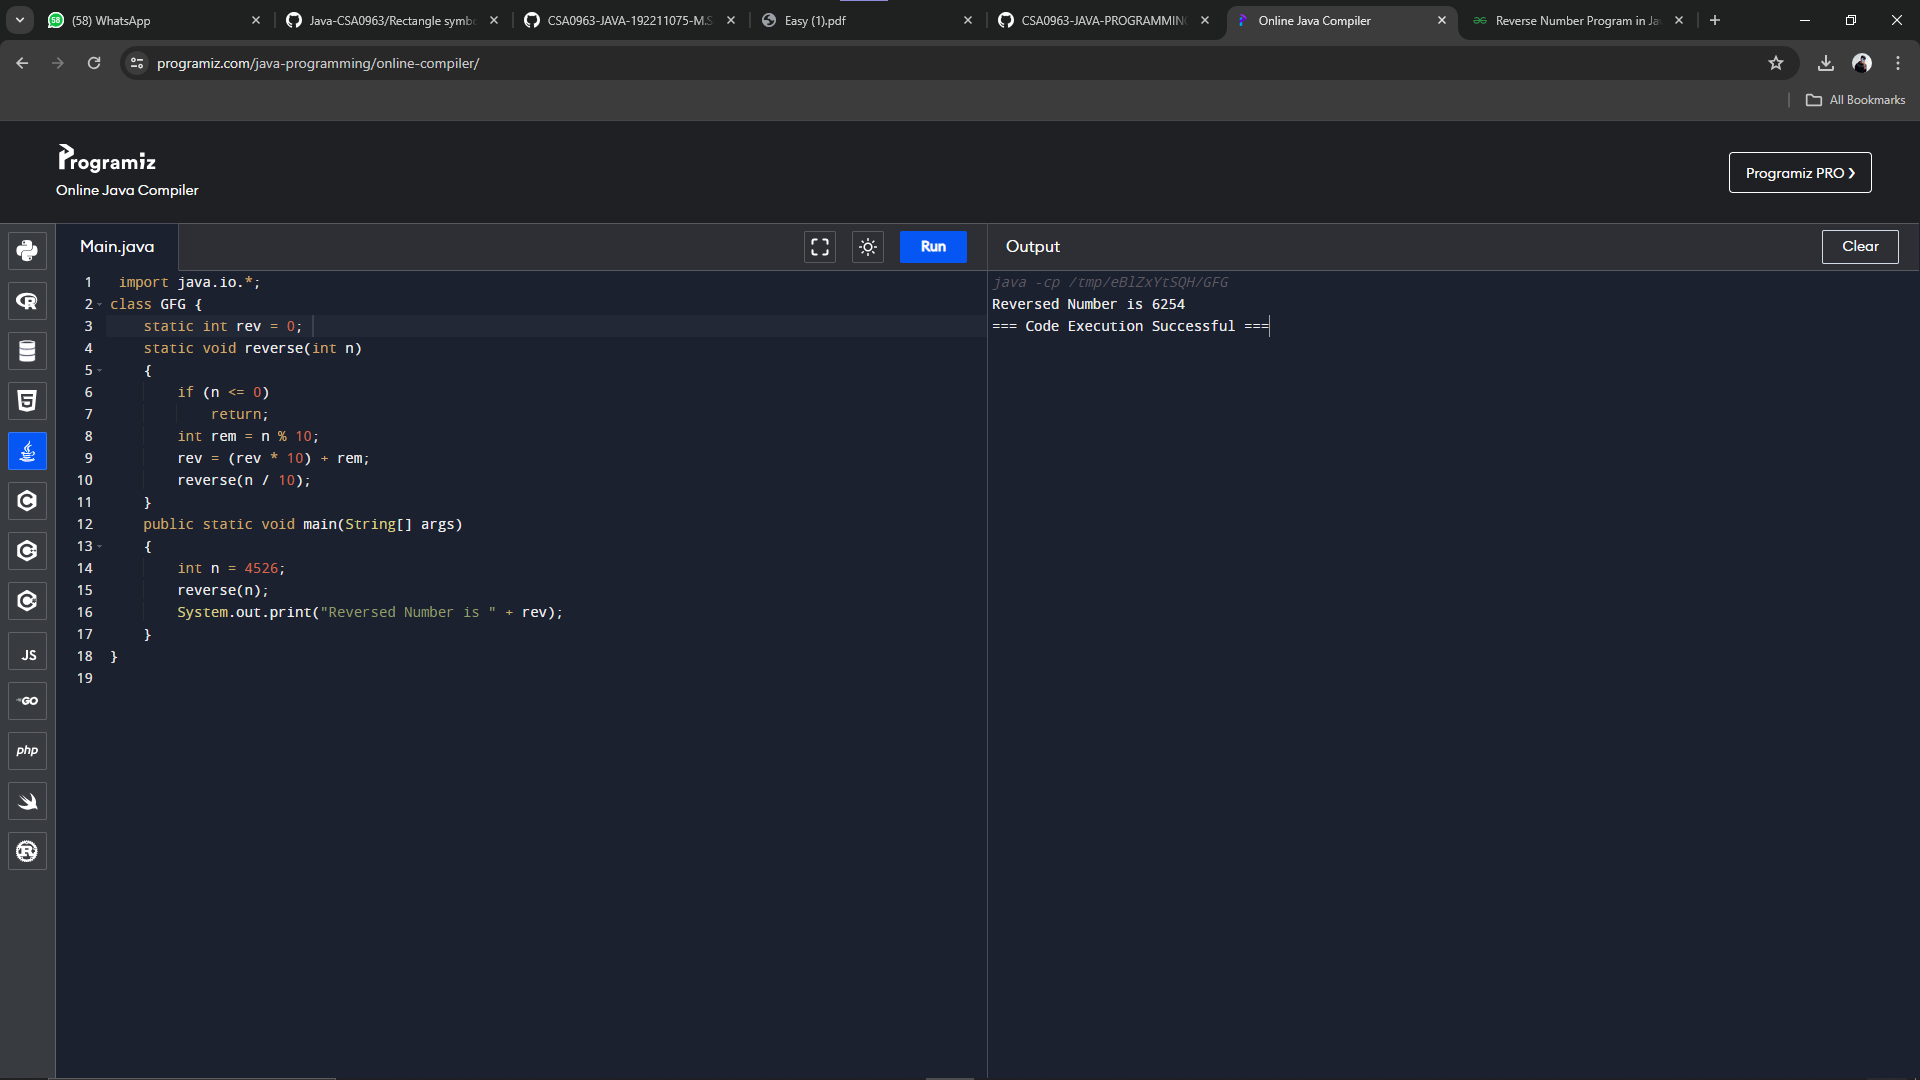 58
(58) WhatsApp
Java-CSA0963/Rectangle symbo
CSA0963-JAVA-192211075-M.S
Easy (1).pdf
CSA0963-JAVA-PROGRAMMING
Online Java Compiler
Reverse Number Program in Ja
programiz.com/java-programming/online-compiler/
All Bookmarks
Programiz
Online Java Compiler
Programiz PRO
Main.java
Run
Output
Clear
1 import java.io.*;
2 class GFG {
3 static int rev = 0;
4 static void reverse(int n)
5 {
6 if (n <= 0)
7 return;
8 int rem = n % 10;
9 rev = (rev * 10) + rem;
10 reverse(n / 10);
11 }
12 public static void main(String[] args)
13 {
14 int n = 4526;
15 reverse(n);
16 System.out.print("Reversed Number is " + rev);
17 }
18 }
19
java -cp /tmp/eBlZxYtSQH/GFG
Reversed Number is 6254
=== Code Execution Successful ===
JS
GO
php